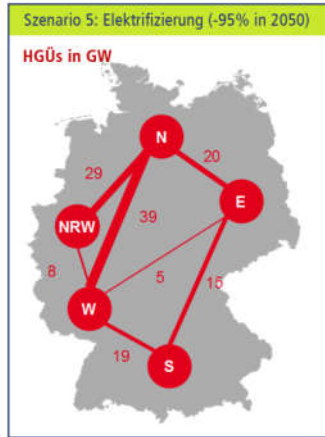 Szenario 5: Elektrifizierung (-95% in 2050)
HGÜs in GW
N
29
20
NRW
39
E
8
5
15
W
19
S